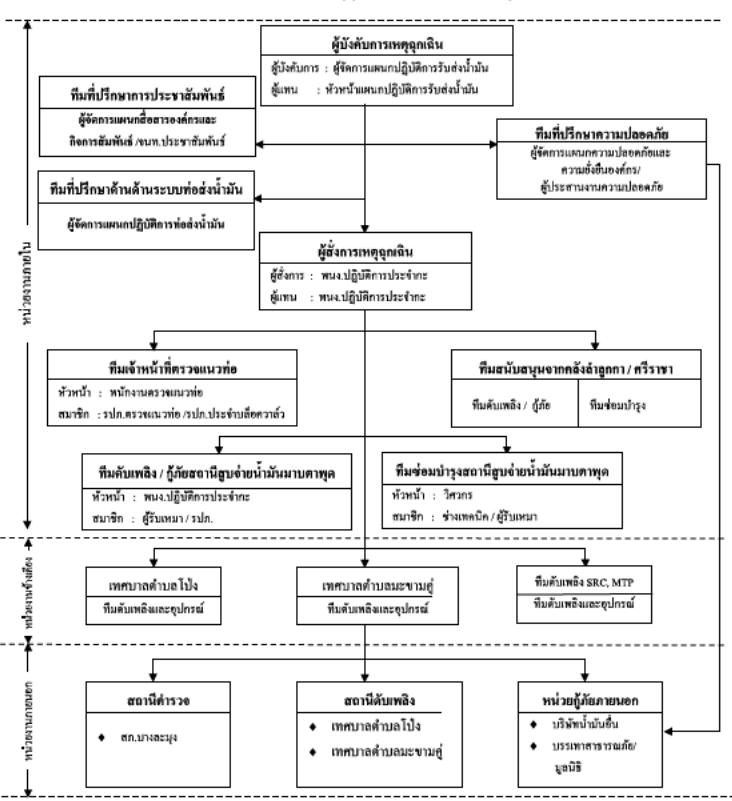 ผู้บังคับการเหตุฉุกเฉิน
ผู้บังคับการ : ผู้จัดการแผนกปฏิบัติการรับส่งน้ำมัน
ผู้แทน : หัวหน้าแผนกปฏิบัติการรับส่งน้ำมัน
ทีมที่ปรึกษาการประชาสัมพันธ์
ผู้จัดการแผนกสื่อสารองค์กรและ
กิจการสัมพันธ์ /จนท.ประชาสัมพันธ์
ทีมที่ปรึกษาความปลอดภัย
ผู้จัดการแผนกความปลอดภัยและ
ความยั่งยืนองค์กร/
ผู้ประสานงานความปลอดภัย
ทีมที่ปรึกษาด้านด้านระบบท่อส่งน้ำมัน
ผู้จัดการแผนกปฏิบัติการท่อส่งน้ำมัน
หน่วยงานภายใน
ผู้สั่งการเหตุฉุกเฉิน
ผู้สั่งการ : พนง.ปฏิบัติการประจำกะ
ผู้แทน : พนง.ปฏิบัติการประจำกะ
ทีมเจ้าหน้าที่ตรวจแนวท่อ
หัวหน้า : พนักงานตรวจแนวท่อ
สมาชิก : รปภ.ตรวจแนวท่อ /รปภ.ประจำบล็อควาล์ว
ทีมสนับสนุนจากคลังลำลูกกา / ศรีราชา
ทีมดับเพลิง / กู้ภัย
ทีมซ่อมบำรุง
ทีมดับเพลิง / กู้ภัยสถานีสูบจ่ายน้ำมันมาบตาพุด
หัวหน้า : พนง.ปฏิบัติการประจำกะ
สมาชิก : ผู้รับเหมา / รปภ.
ทีมซ่อมบำรุงสถานีสูบจ่ายน้ำมันมาบตาพุด
หัวหน้า : วิศวกร
สมาชิก : ช่างเทคนิค / ผู้รับเหมา
หน่วยงานข้างเคียง
เทศบาลตำบลโป่ง
ทีมดับเพลิงและอุปกรณ์
เทศบาลตำบลมะขามคู่
ทีมดับเพลิงและอุปกรณ์
ทีมดับเพลิง SRC, MTP
ทีมดับเพลิงและอุปกรณ์
หน่วยงานภายนอก
สถานีตำรวจ
♦ สภ.บางละมุง
สถานีดับเพลิง
♦ เทศบาลตำบลโป่ง
♦ เทศบาลตำบลมะขามคู่
หน่วยกู้ภัยภายนอก
♦ บริษัทน้ำมันอื่น
♦ บรรเทาสาธารณภัย/
มูลนิธิ